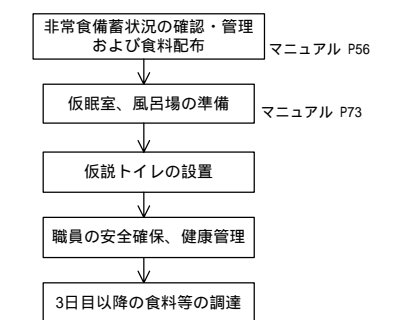 非常食備蓄状況の確認・管理
および食料配布
マニュアル P56
仮眠室、風呂場の準備
マニュアル P73
仮説トイレの設置
職員の安全確保、健康管理
3日目以降の食料等の調達